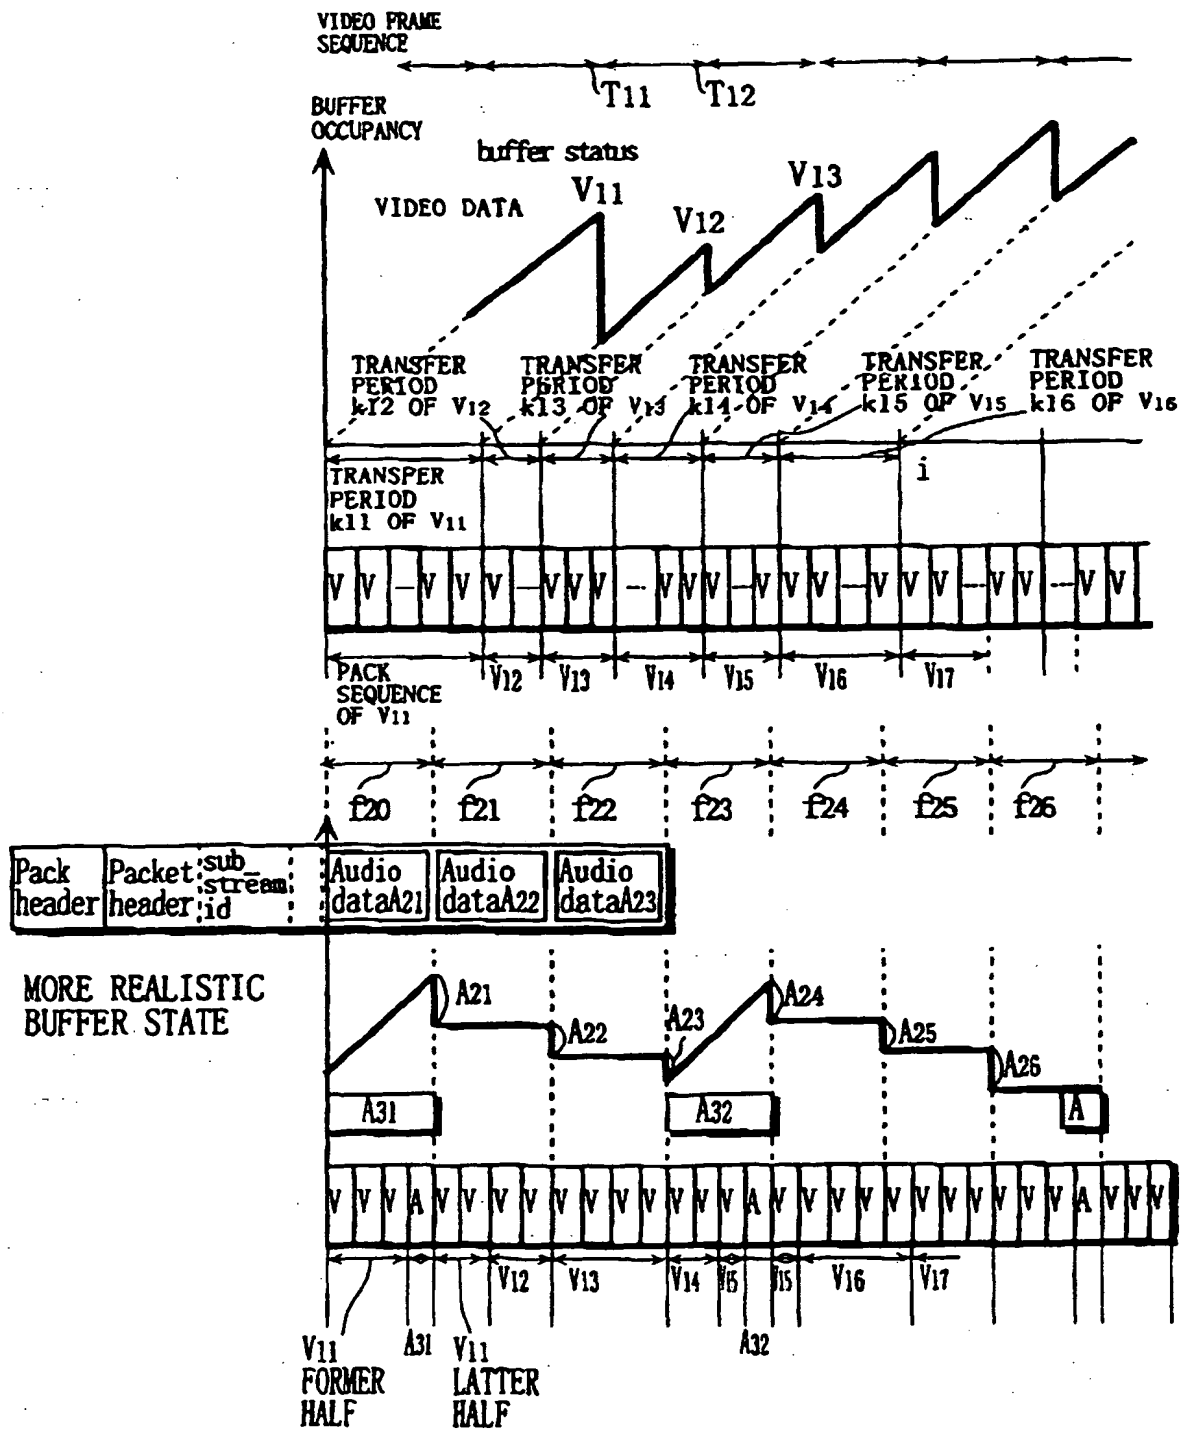 VIDEO FRAME
SEQUENCE
T11 T12
BUFFER
OCCUPANCY
buffer status
VIDEO DATA
V11
V12
V13
TRANSFER
PERIOD
k12 OF V12
TRANSFER
PERIOD
k13 OF V13
TRANSFER
PERIOD
k14 OF V14
TRANSFER
PERIOD
k15 OF V15
TRANSFER
PERIOD
k16 OF V16
i
TRANSFER
PERIOD
k11 OF V11
V V — V V V — V V V --- V V V — V V V — V V V --- V V --- V V
PACK
SEQUENCE
OF V11
V12 V13 V14 V15 V16 V17
f20 f21 f22 f23 f24 f25 f26
Pack
header
Packet
header
sub_
stream
id
Audio
dataA21
Audio
dataA22
Audio
dataA23
MORE REALISTIC
BUFFER STATE
A21
A22
A23
A24
A25
A26
A31
A32
A
V V V A V V V V V V V V V V V A V V V V V V V V V V V A V V V
V12 V13 V14 V15 V15 V16 V17
V11
FORMER
HALF
A31
V11
LATTER
HALF
A32